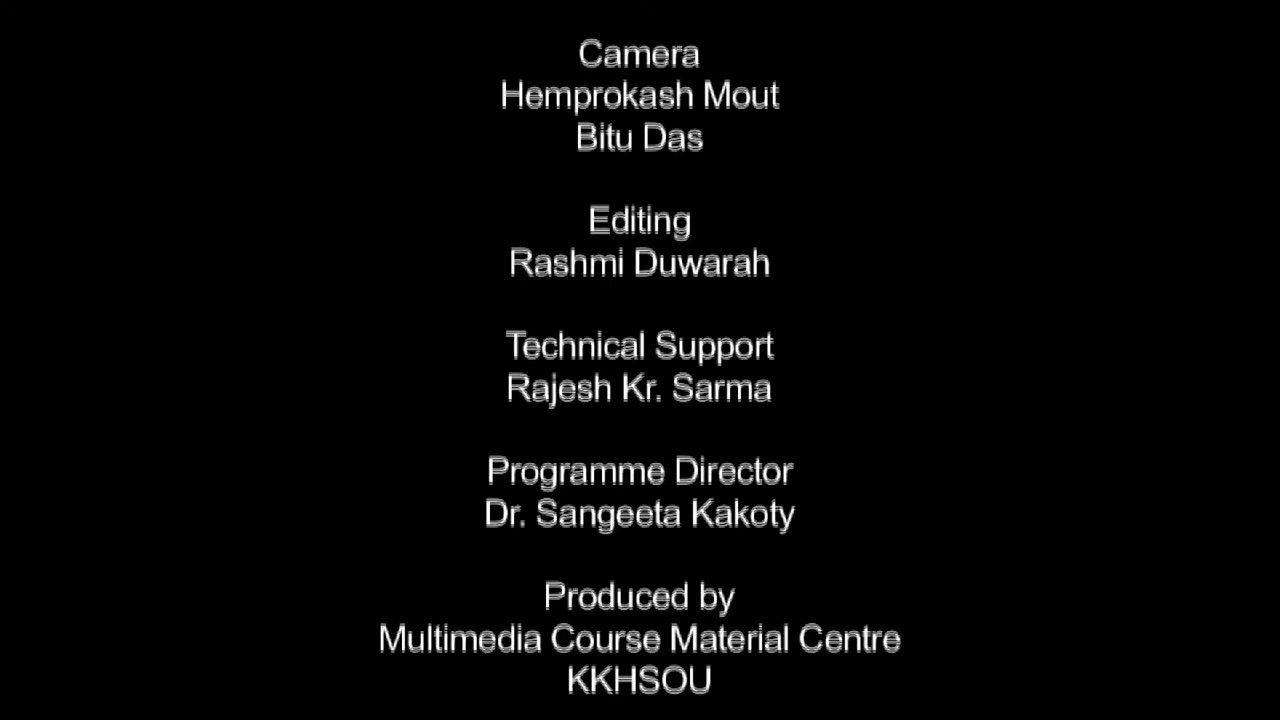 Camera
Hemprokash Mout
Bitu Das
Editing
Rashmi Duwarah
Technical Support
Rajesh Kr. Sarma
Programme Director
Dr. Sangeeta Kakoty
Produced by
Multimedia Course Material Centre
KKHSOU